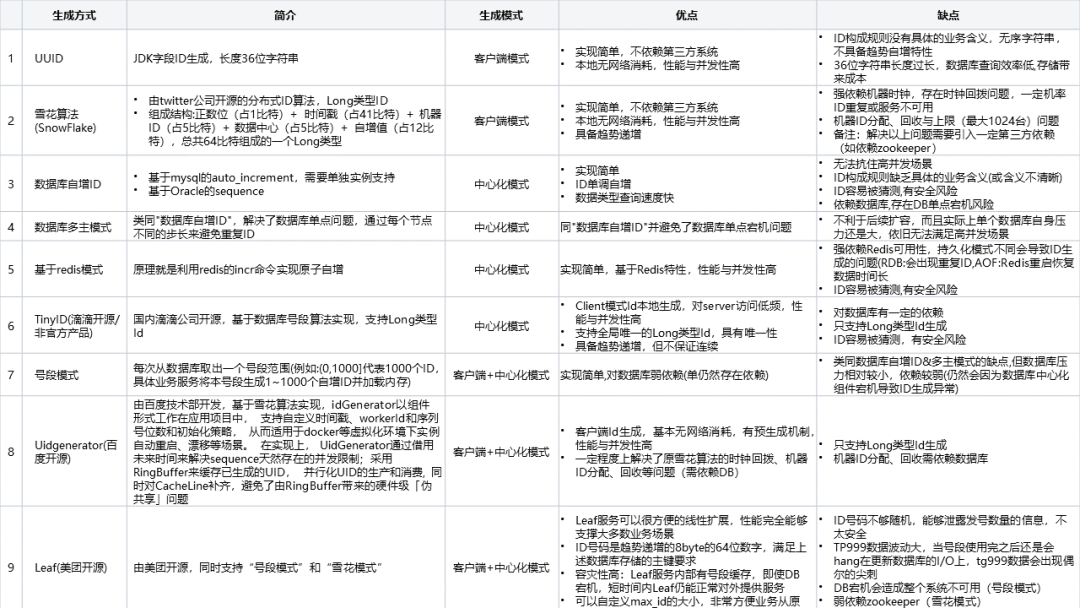 生成方式 简介 生成模式 优点 缺点
1 UUID JDK字段ID生成，长度36位字符串 客户端模式
• 实现简单，不依赖第三方系统
• 本地无网络消耗，性能与并发性高
• ID构成规则没有具体的业务含义，无序字符串，
不具备趋势自增特性
• 36位字符串长度过长，数据库查询效率低,存储带
来成本
2 雪花算法
(SnowFlake)
• 由twitter公司开源的分布式ID算法，Long类型ID
• 组成结构:正数位（占1比特）+ 时间戳（占41比特）+ 机器
ID（占5比特）+ 数据中心（占5比特）+ 自增值（占12比
特），总共64比特组成的一个Long类型
客户端模式
• 实现简单，不依赖第三方系统
• 本地无网络消耗，性能与并发性高
• 具备趋势递增
• 强依赖机器时钟，存在时钟回拨问题，一定机率
ID重复或服务不可用
• 机器ID分配、回收与上限（最大1024台）问题
• 备注：解决以上问题需要引入一定第三方依赖
（如依赖zookeeper）
3 数据库自增ID
• 基于mysql的auto_increment，需要单独实例支持
• 基于Oracle的sequence
中心化模式
• 实现简单
• ID单调自增
• 数据类型查询速度快
• 无法抗住高并发场景
• ID构成规则缺乏具体的业务含义(或含义不清晰)
• ID容易被猜测,有安全风险
• 依赖数据库,存在DB单点宕机风险
4 数据库多主模式
类同"数据库自增ID"，解决了数据库单点问题，通过每个节点
不同的步长来避免重复ID
中心化模式
同"数据库自增ID"并避免了数据库单点宕机问题
• 不利于后续扩容，而且实际上单个数据库自身压
力还是大，依旧无法满足高并发场景
5 基于redis模式
原理就是利用redis的incr命令实现原子自增
中心化模式
实现简单，基于Redis特性，性能与并发性高
• 强依赖Redis可用性，持久化模式不同会导致ID生
成的问题(RDB:会出现重复ID,AOF:Redis重启恢复
数据时间长
• ID容易被猜测,有安全风险
6 TinyID(滴滴开源/
非官方产品)
国内滴滴公司开源，基于数据库号段算法实现，支持Long类型
Id
中心化模式
• Client模式Id本地生成，对server访问低频，性
能与并发性高
• 支持全局唯一的Long类型Id，具有唯一性
• 具备趋势递增，但不保证连续
• 对数据库有一定的依赖
• 只支持Long类型Id生成
• ID容易被猜测，有安全风险
7 号段模式
每次从数据库取出一个号段范围(例如:(0,1000]代表1000个ID,
具体业务服务将本号段生成1~1000个自增ID并加载内存)
客户端+中心化模式
实现简单,对数据库弱依赖(单仍然存在依赖)
• 类同数据库自增ID&多主模式的缺点,但数据库压
力相对较小，依赖较弱(仍然会因为数据库中心化
组件宕机导致ID生成异常)
8 Uidgenerator(百
度开源)
由百度技术部开发，基于雪花算法实现，idGenerator以组件
形式工作在应用项目中， 支持自定义时间戳、workerId和序列
号位数和初始化策略， 从而适用于docker等虚拟化环境下实例
自动重启、漂移等场景。 在实现上， UidGenerator通过借用
未来时间来解决sequence天然存在的并发限制；采用
RingBuffer来缓存已生成的UID， 并行化UID的生产和消费, 同
时对CacheLine补齐，避免了由RingBuffer带来的硬件级「伪
共享」问题
客户端+中心化模式
• 客户端Id生成，基本无网络消耗，有预生成机制，
性能与并发性高
• 一定程度上解决了原雪花算法的时钟回拨、机器
ID分配、回收等问题（需依赖DB）
• 只支持Long类型Id生成
• 机器ID分配、回收需依赖数据库
9 Leaf(美团开源)
由美团开源，同时支持“号段模式”和“雪花模式”
客户端+中心化模式
• Leaf服务可以很方便的线性扩展，性能完全能够
支撑大多数业务场景
• ID号码是趋势递增的8byte的64位数字，满足上
述数据库存储的主键要求
• 容灾性高：Leaf服务内部有号段缓存，即使DB
宕机，短时间内Leaf仍能正常对外提供服务
• 可以自定义max_id的大小，非常方便业务从原
• ID号码不够随机，能够泄露发号数量的信息，不
太安全
• TP999数据波动大，当号段使用完之后还是会
hang在更新数据库的I/O上，tg999数据会出现偶
尔的尖刺
• DB宕机会造成整个系统不可用（号段模式）
• 弱依赖zookeeper（雪花模式）